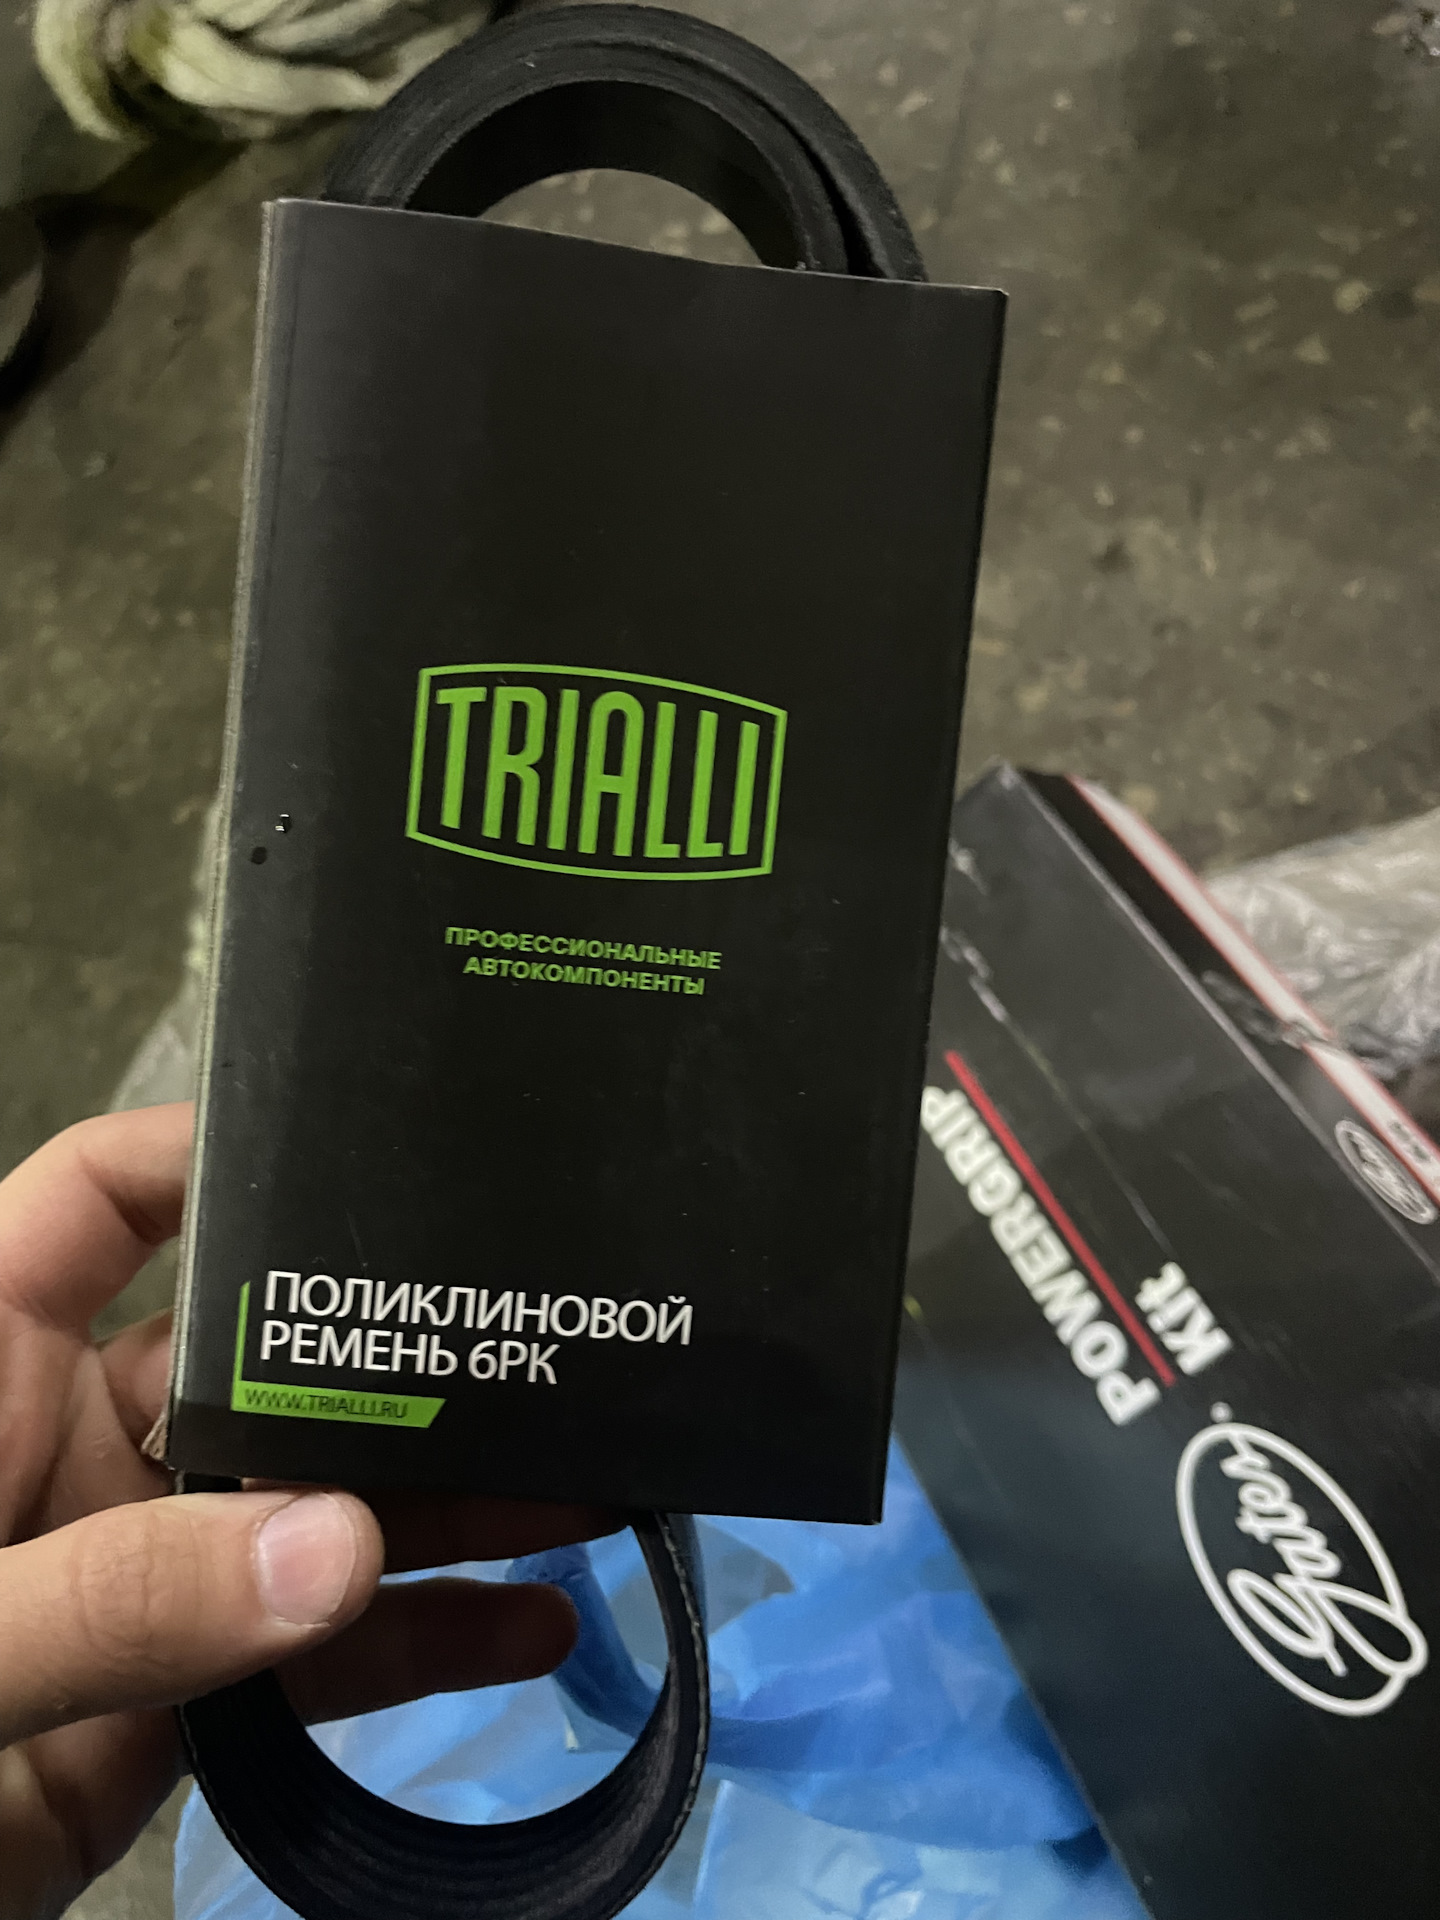 TRIALLI
ПРОФЕССИОНАЛЬНЫЕ
АВТОКОМПОНЕНТЫ
ПОЛИКЛИНОВОЙ
РЕМЕНЬ 6РК
WWW.TRIALLI.RU
POWERGRIP
Kit
Gates